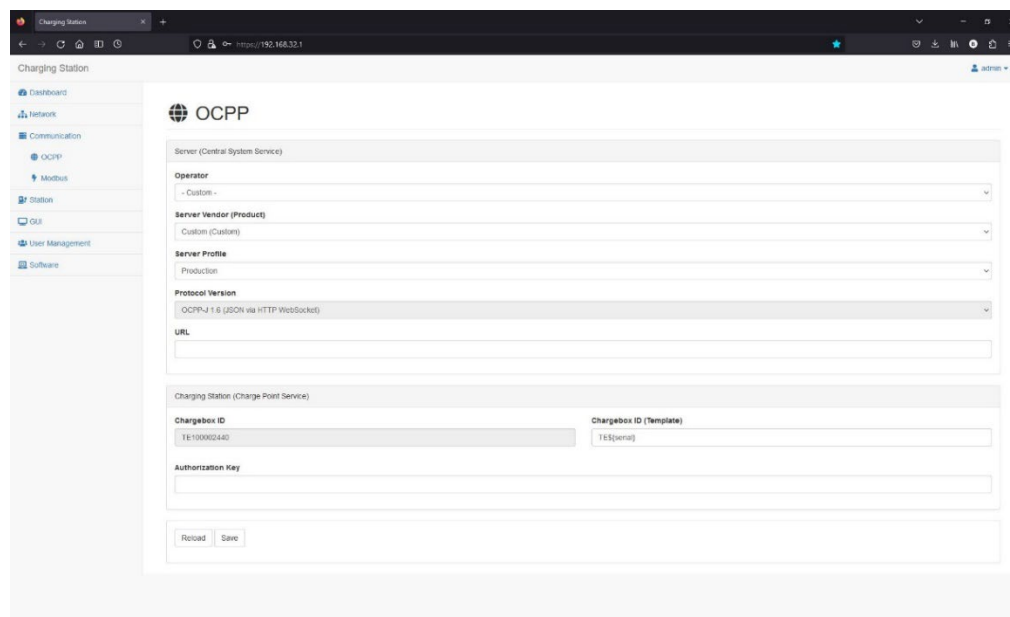 Charging Station
https://192.168.32.1
Charging Station
admin
Dashboard
Network
Communication
OCPP
Modbus
Station
GUI
User Management
Software
OCPP
Server (Central System Service)
Operator
- Custom -
Server Vendor (Product)
Custom (Custom)
Server Profile
Production
Protocol Version
OCPP-J 1.6 (JSON via HTTP WebSocket)
URL
Charging Station (Charge Point Service)
Chargebox ID
Chargebox ID (Template)
TE100002440
TE${serial}
Authorization Key
Reload Save